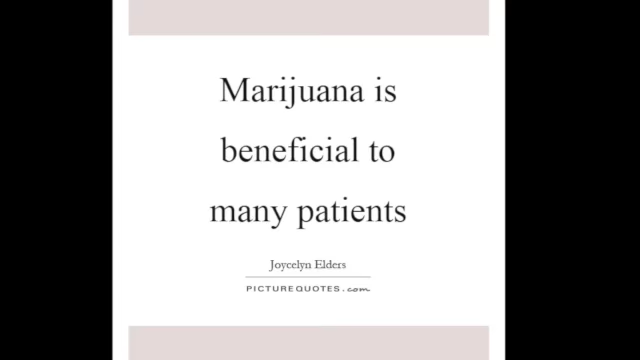 Marijuana is
beneficial to
many patients
Joycelyn Elders
PICTUREQUOTES.com